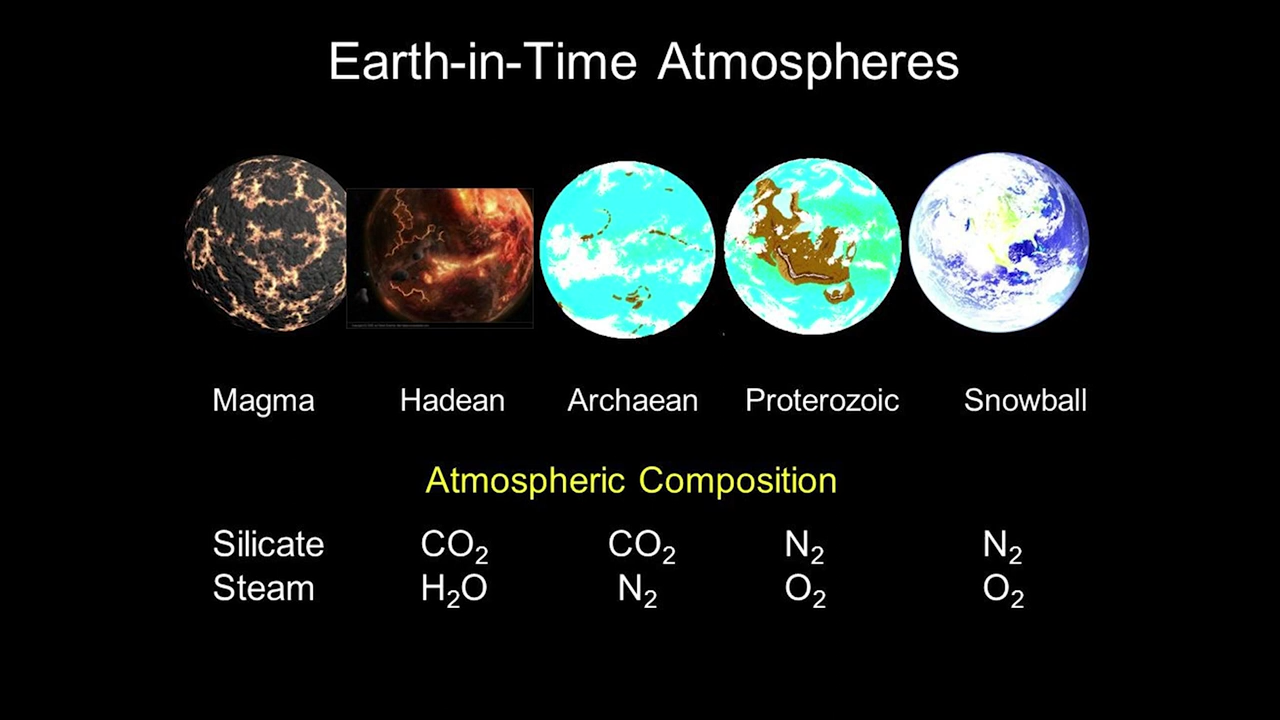 Earth-in-Time Atmospheres
Magma Hadean Archaean Proterozoic Snowball
Atmospheric Composition
Silicate CO₂ CO₂ N₂ N₂
Steam H₂O N₂ O₂ O₂